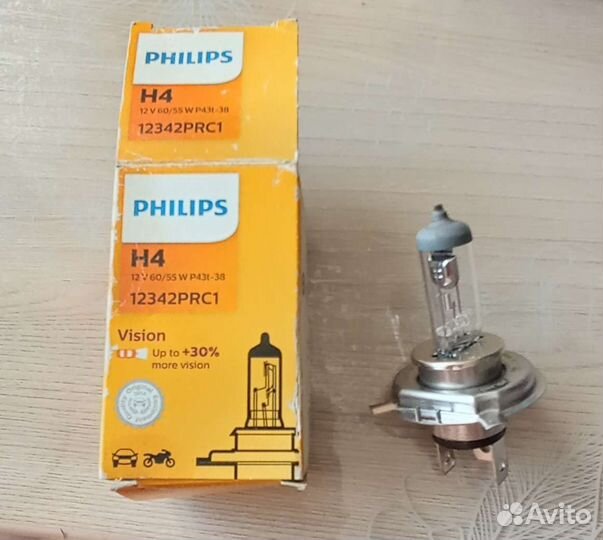 PHILIPS
H4
12 V 60/55 W P43t-38
12342PRC1
PHILIPS
H4
12 V 60/55 W P43t-38
12342PRC1
Vision
Up to +30%
more vision
Avito